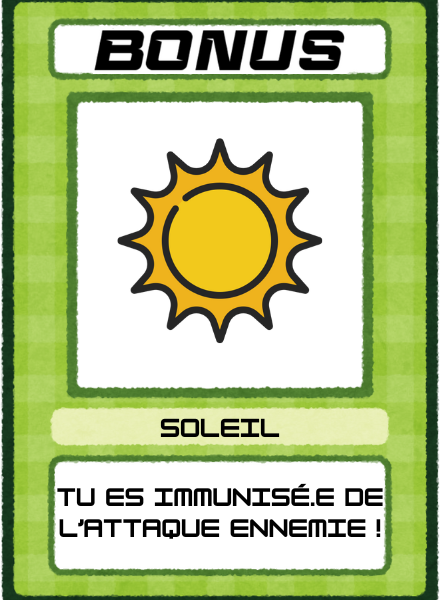 BONUS
SOLEIL
TU ES IMMUNISÉ.E DE
L'ATTAQUE ENNEMIE !